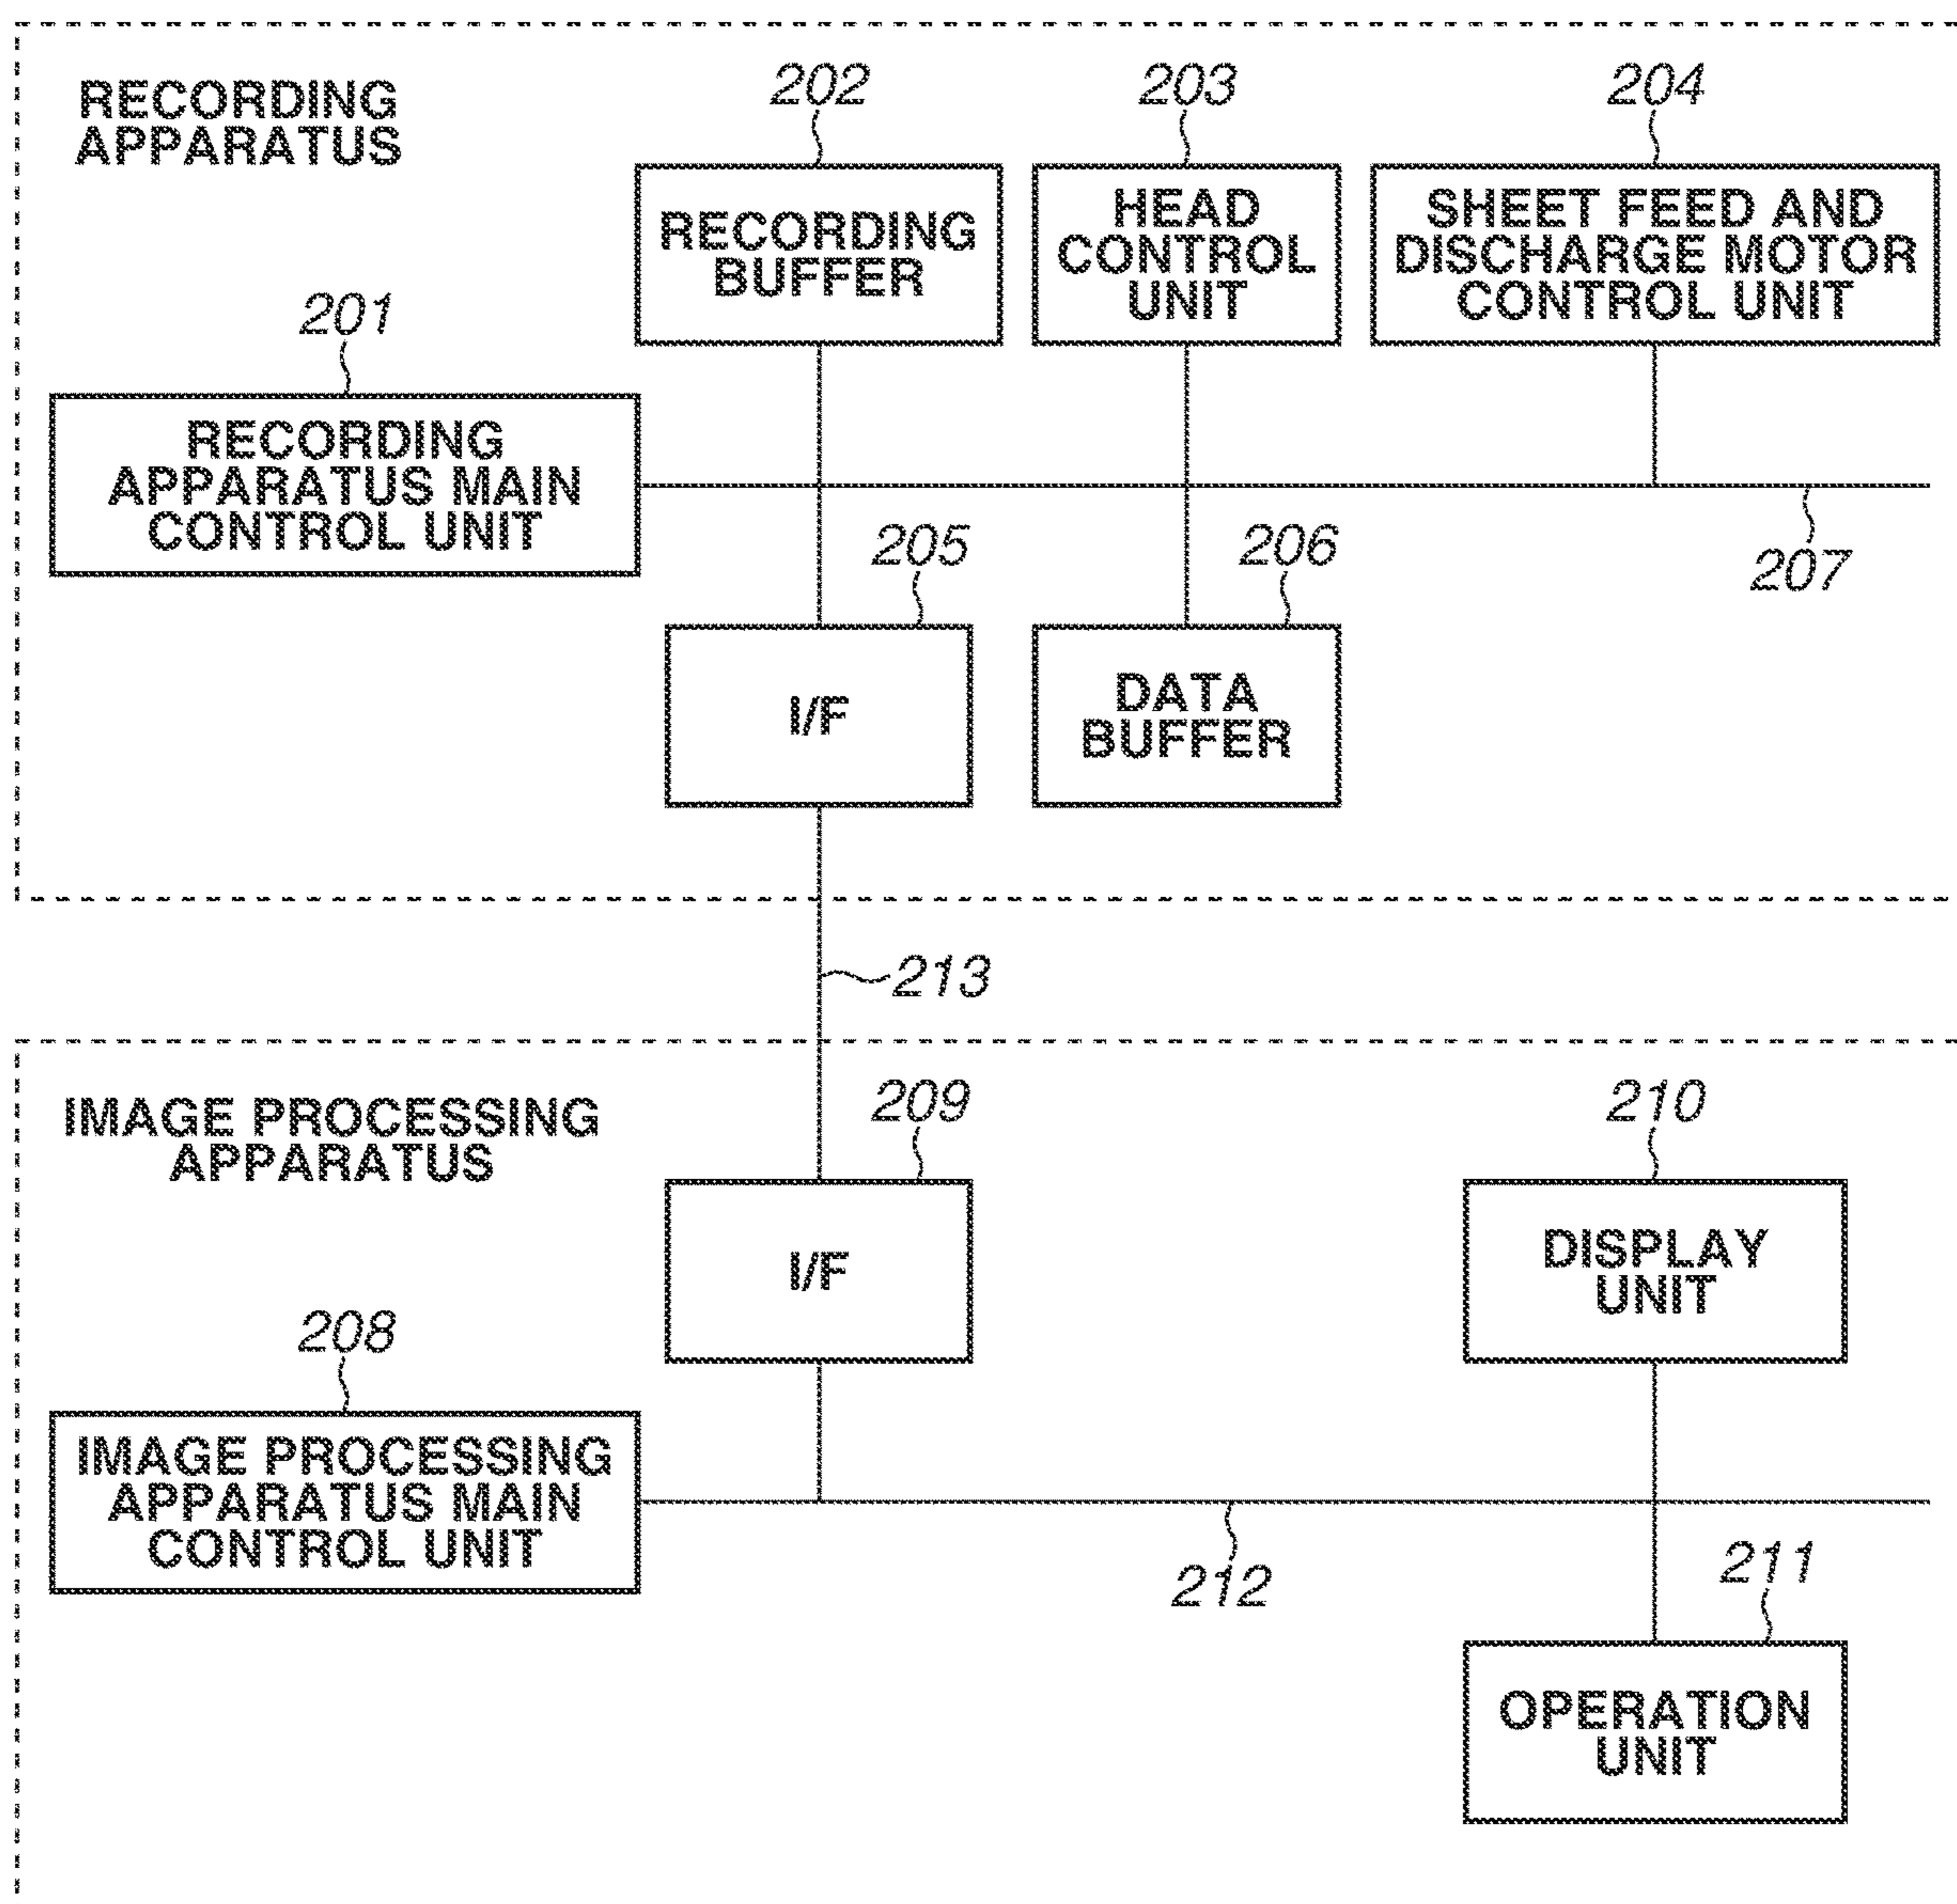 RECORDING
APPARATUS
202
203
204
RECORDING
BUFFER
HEAD
CONTROL
UNIT
SHEET FEED AND
DISCHARGE MOTOR
CONTROL UNIT
201
RECORDING
APPARATUS MAIN
CONTROL UNIT
205
206
207
I/F
DATA
BUFFER
213
IMAGE PROCESSING
APPARATUS
209
210
I/F
DISPLAY
UNIT
208
IMAGE PROCESSING
APPARATUS MAIN
CONTROL UNIT
212
211
OPERATION
UNIT